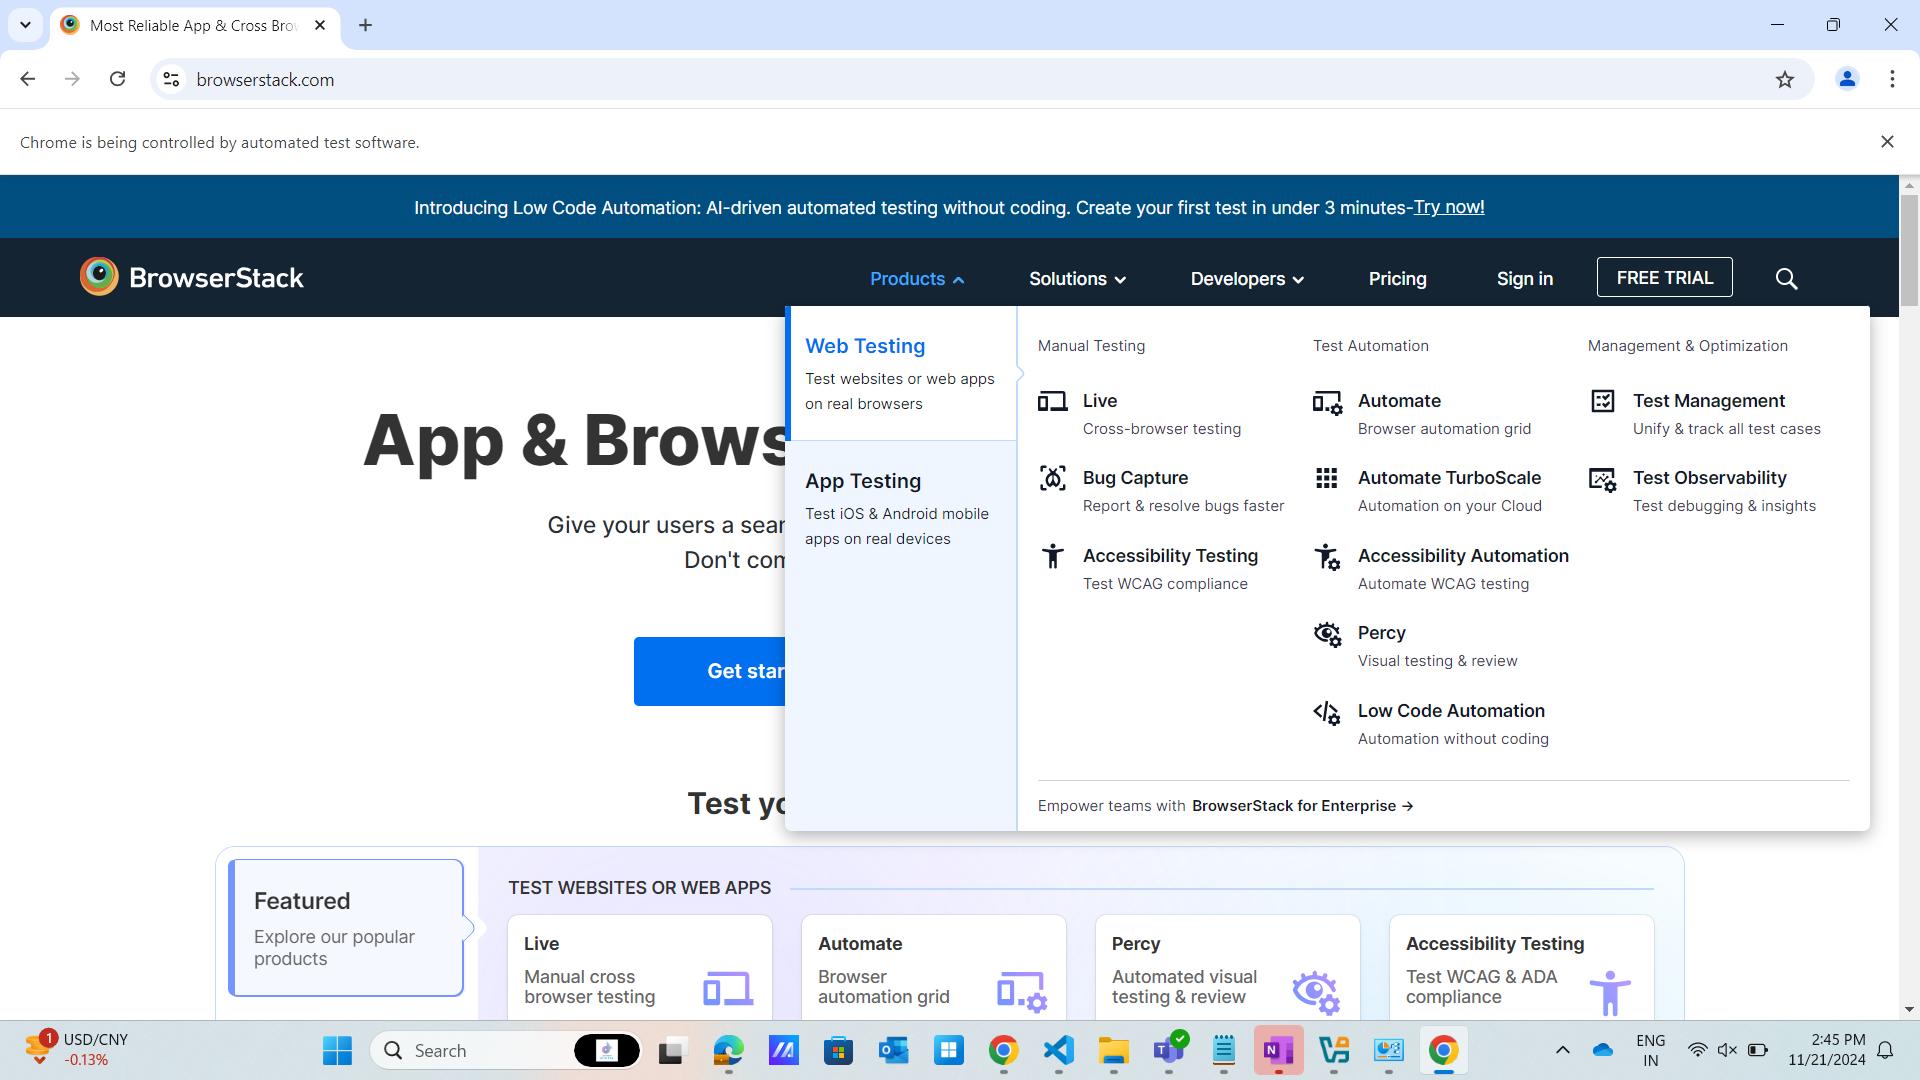 Most Reliable App & Cross Brow
browserstack.com
Chrome is being controlled by automated test software.
Introducing Low Code Automation: AI-driven automated testing without coding. Create your first test in under 3 minutes-Try now!
BrowserStack
Products
Solutions
Developers
Pricing
Sign in
FREE TRIAL
Web Testing
Test websites or web apps
on real browsers
App Testing
Test iOS & Android mobile
apps on real devices
Manual Testing
Live
Cross-browser testing
Bug Capture
Report & resolve bugs faster
Accessibility Testing
Test WCAG compliance
Test Automation
Automate
Browser automation grid
Automate TurboScale
Automation on your Cloud
Accessibility Automation
Automate WCAG testing
Percy
Visual testing & review
Low Code Automation
Automation without coding
Management & Optimization
Test Management
Unify & track all test cases
Test Observability
Test debugging & insights
Empower teams with BrowserStack for Enterprise →
App & Brows
Give your users a sea
Don't com
Get star
Test yo
Featured
Explore our popular
products
TEST WEBSITES OR WEB APPS
Live
Manual cross
browser testing
Automate
Browser
automation grid
Percy
Automated visual
testing & review
Accessibility Testing
Test WCAG & ADA
compliance
1
USD/CNY
-0.13%
Search
ENG
IN
2:45 PM
11/21/2024